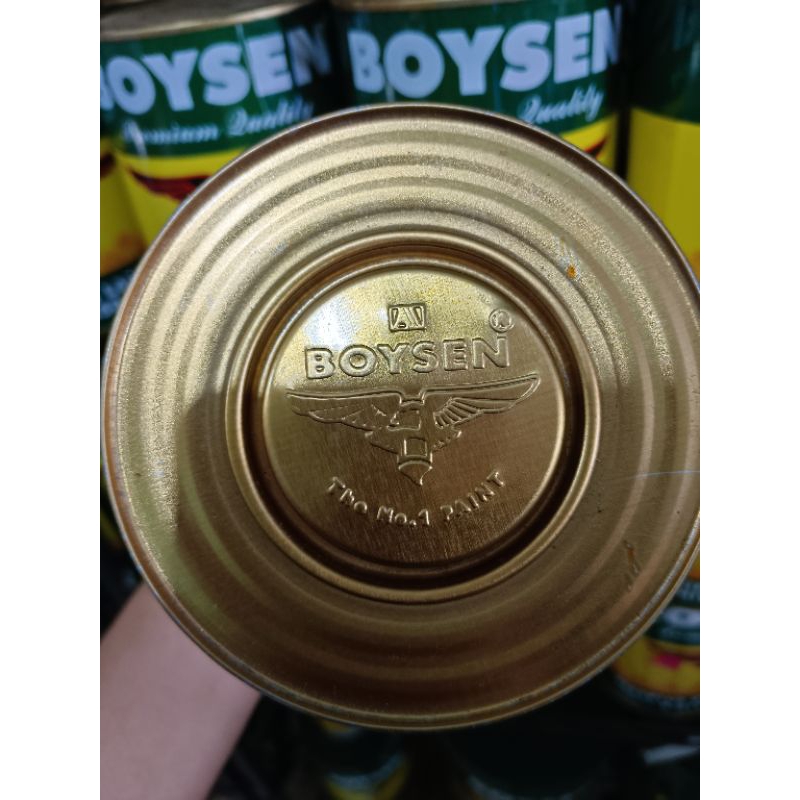 BOYSEN
Premium Quality
BOYSEN
Quality
®
BOYSEN
The No.1 PAINT